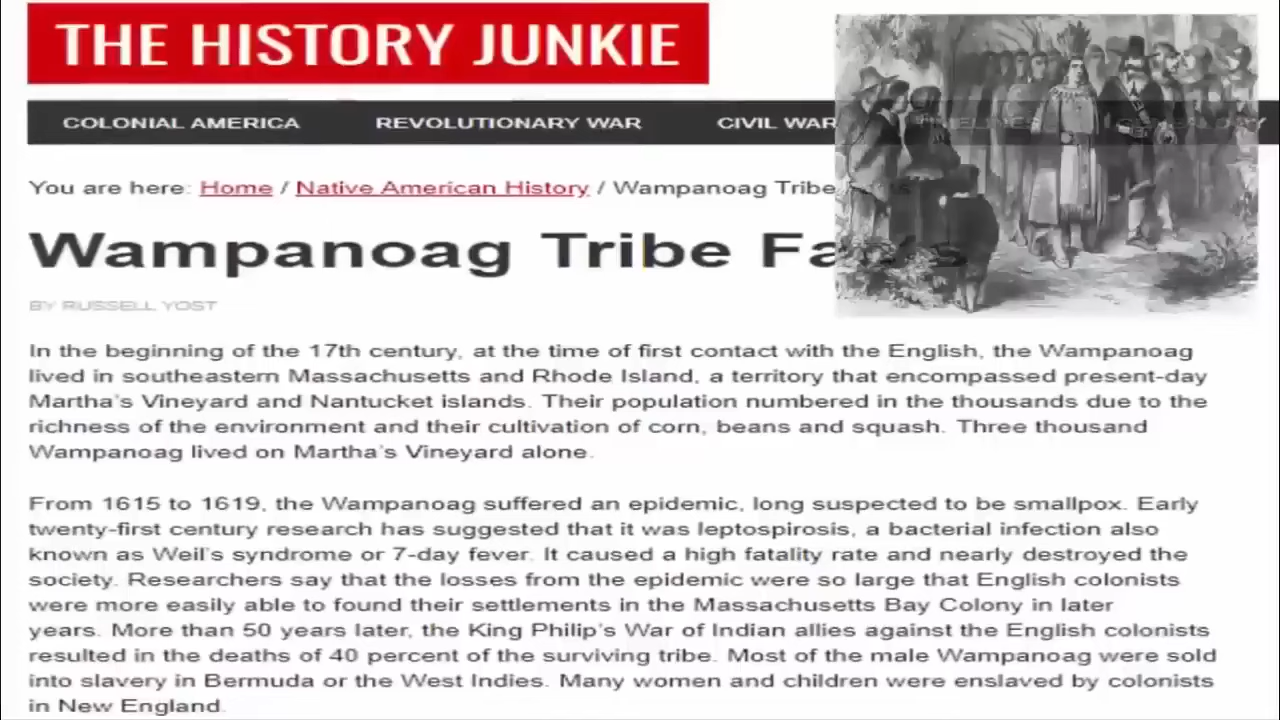 THE HISTORY JUNKIE
COLONIAL AMERICA REVOLUTIONARY WAR CIVIL WAR TIMELINES GENEALOGY
You are here: Home / Native American History / Wampanoag Tribe Facts
Wampanoag Tribe Facts
BY RUSSELL YOST
In the beginning of the 17th century, at the time of first contact with the English, the Wampanoag
lived in southeastern Massachusetts and Rhode Island, a territory that encompassed present-day
Martha's Vineyard and Nantucket islands. Their population numbered in the thousands due to the
richness of the environment and their cultivation of corn, beans and squash. Three thousand
Wampanoag lived on Martha's Vineyard alone.
From 1615 to 1619, the Wampanoag suffered an epidemic, long suspected to be smallpox. Early
twenty-first century research has suggested that it was leptospirosis, a bacterial infection also
known as Weil's syndrome or 7-day fever. It caused a high fatality rate and nearly destroyed the
society. Researchers say that the losses from the epidemic were so large that English colonists
were more easily able to found their settlements in the Massachusetts Bay Colony in later
years. More than 50 years later, the King Philip's War of Indian allies against the English colonists
resulted in the deaths of 40 percent of the surviving tribe. Most of the male Wampanoag were sold
into slavery in Bermuda or the West Indies. Many women and children were enslaved by colonists
in New England.